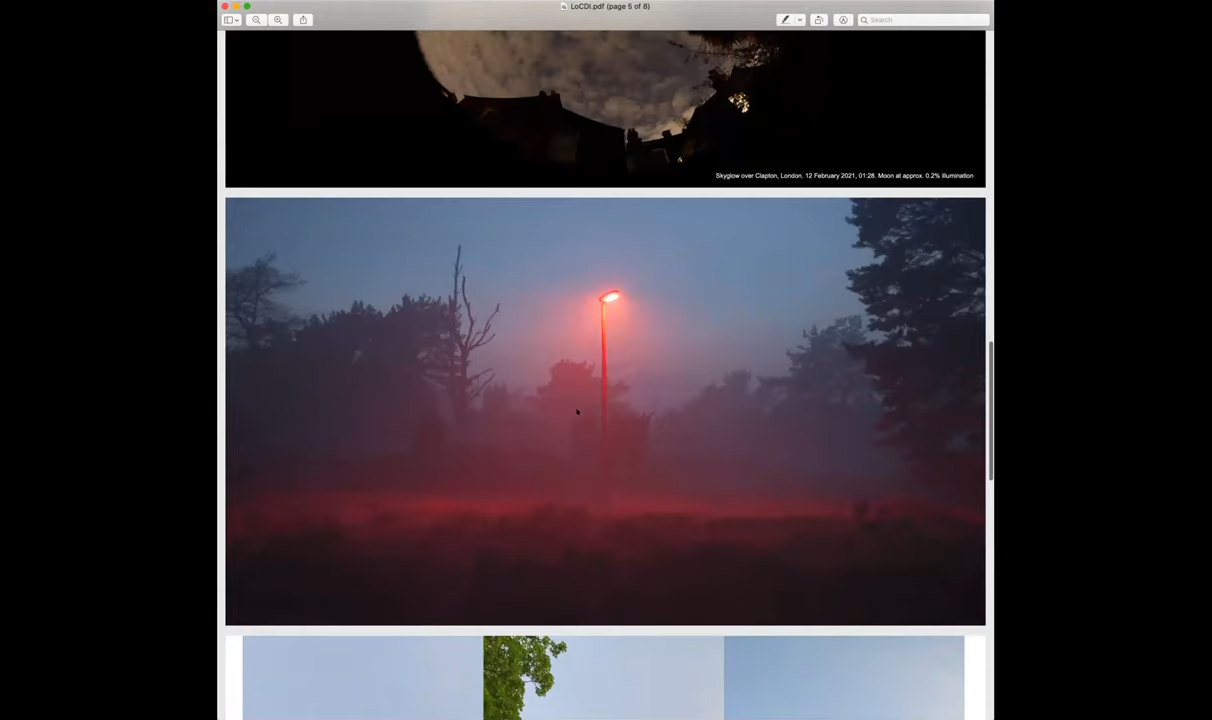 LoCDI.pdf (page 5 of 8)
Search
Skyglow over Clapton, London. 12 February 2021, 01:28. Moon at approx. 0.2% illumination